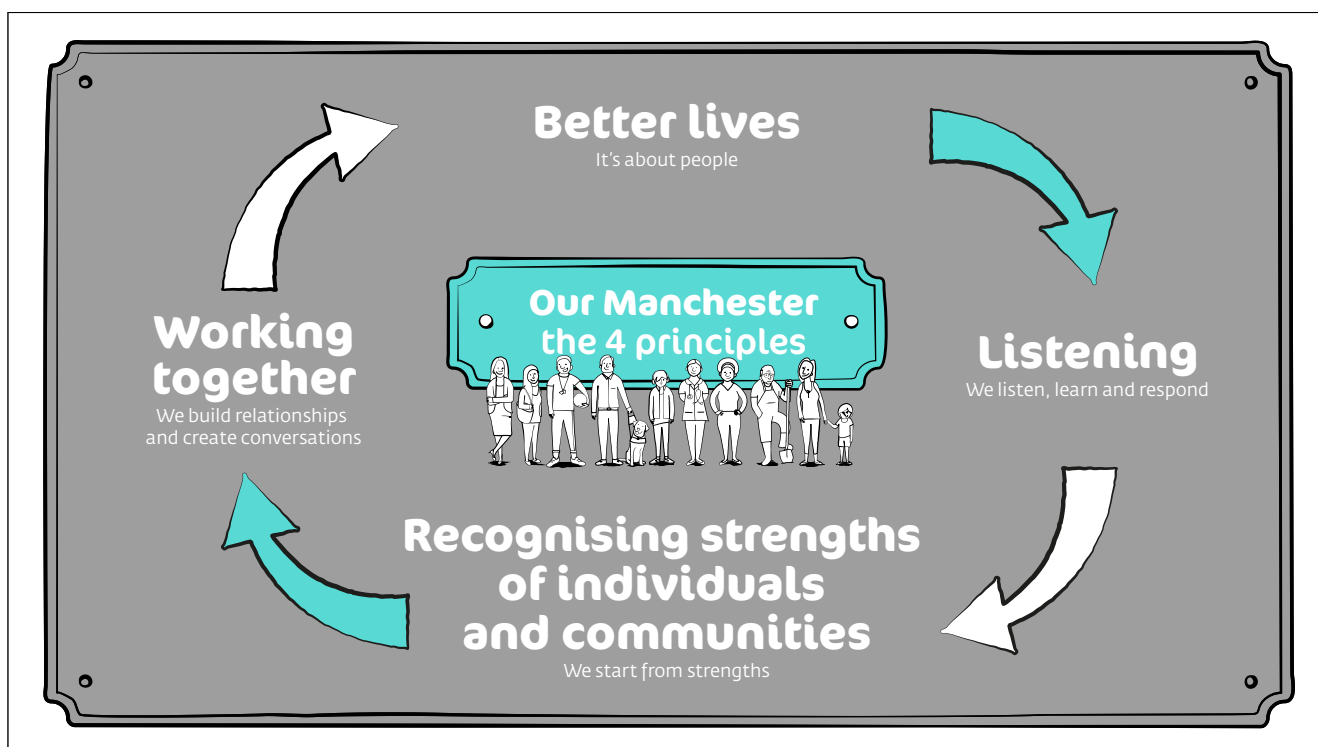 Better lives
It's about people
Our Manchester
the 4 principles
Listening
We listen, learn and respond
Recognising strengths
of individuals
and communities
We start from strengths
Working
together
We build relationships
and create conversations